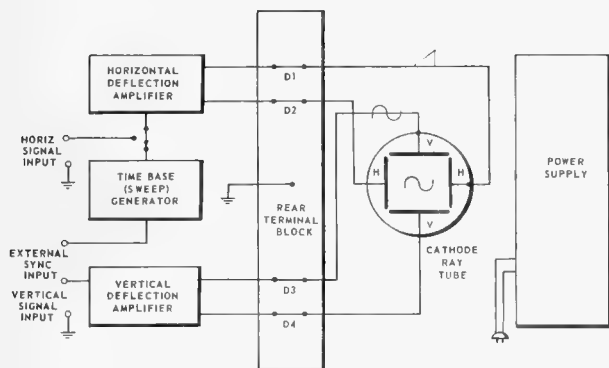 HORIZONTAL
DEFLECTION
AMPLIFIER
HORIZ
SIGNAL
INPUT
TIME BASE
(SWEEP)
GENERATOR
EXTERNAL
SYNC
INPUT
VERTICAL
SIGNAL
INPUT
VERTICAL
DEFLECTION
AMPLIFIER
D1
D2
REAR
TERMINAL
BLOCK
D3
D4
V
H
H
V
CATHODE
RAY
TUBE
POWER
SUPPLY